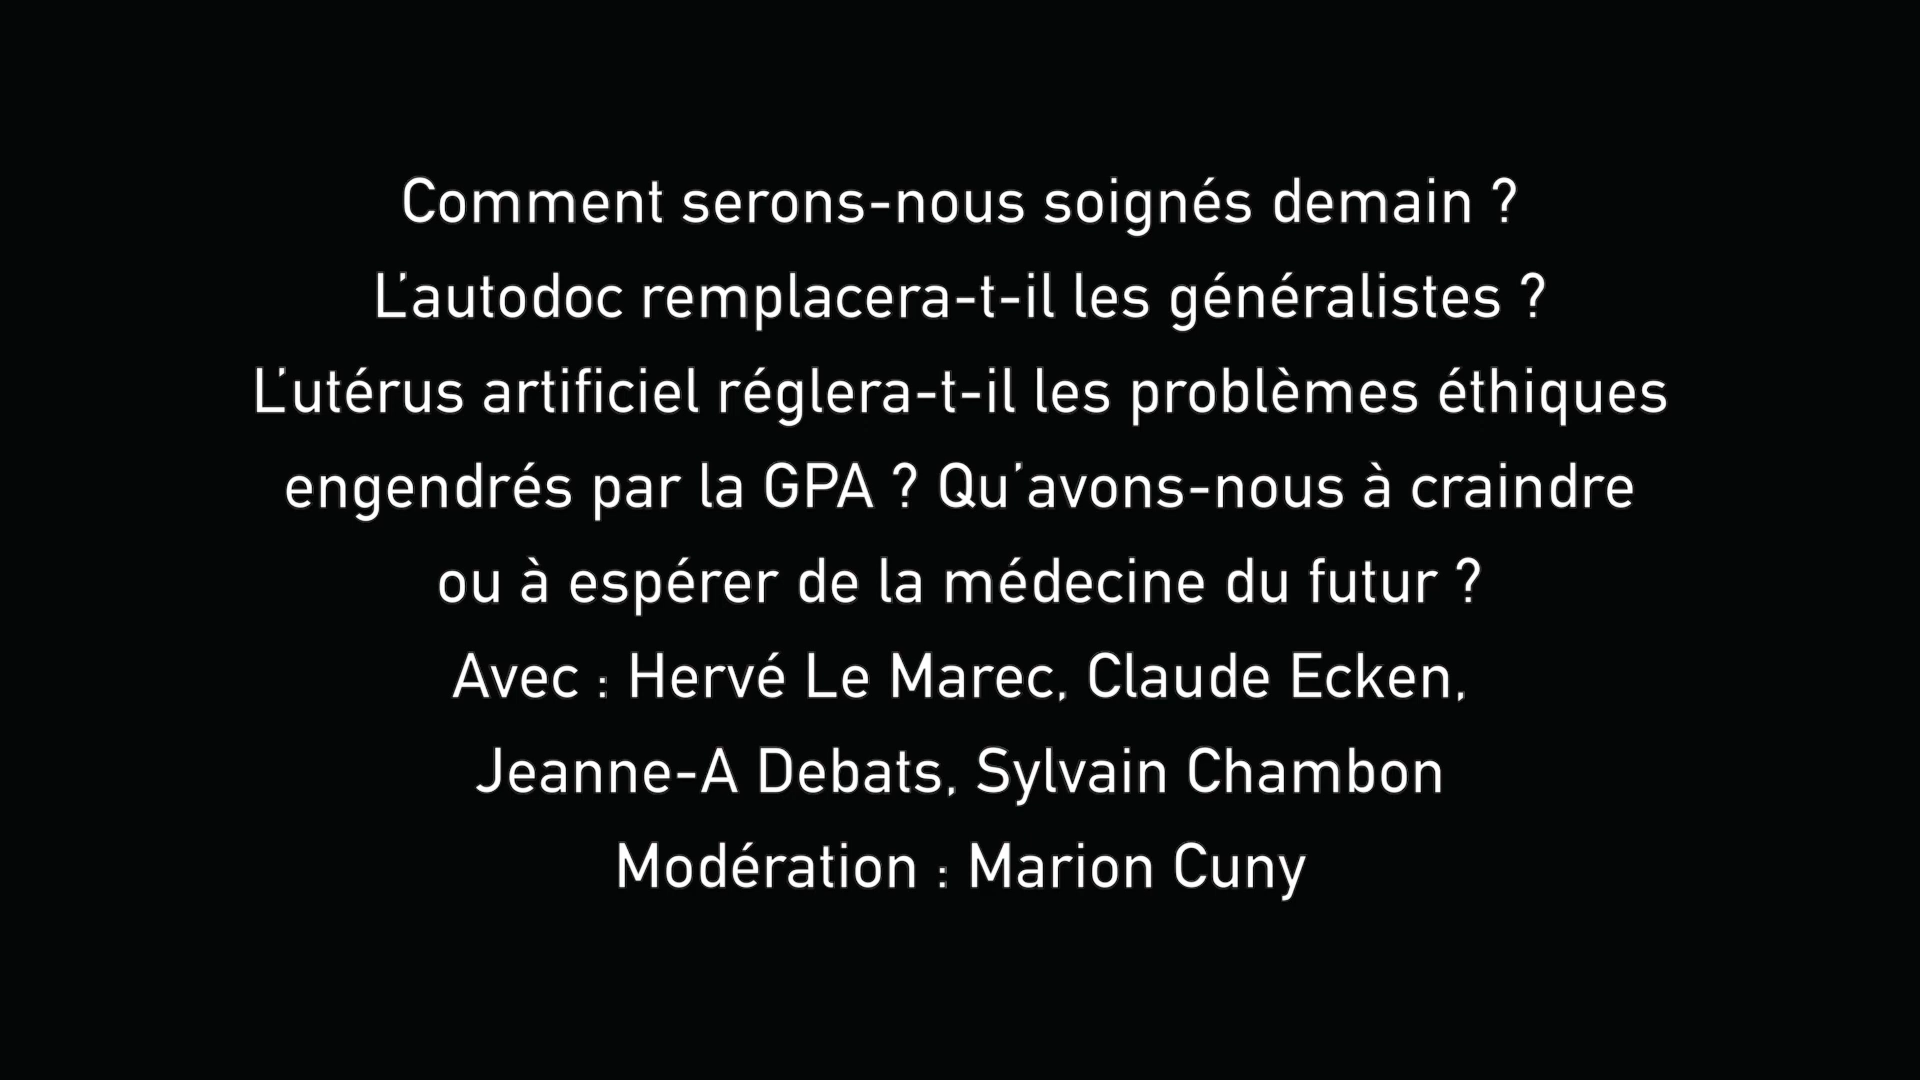 Comment serons-nous soignés demain ?
L'autodoc remplacera-t-il les généralistes ?
L'utérus artificiel réglera-t-il les problèmes éthiques
engendrés par la GPA ? Qu'avons-nous à craindre
ou à espérer de la médecine du futur ?
Avec : Hervé Le Marec, Claude Ecken,
Jeanne-A Debats, Sylvain Chambon
Modération : Marion Cuny